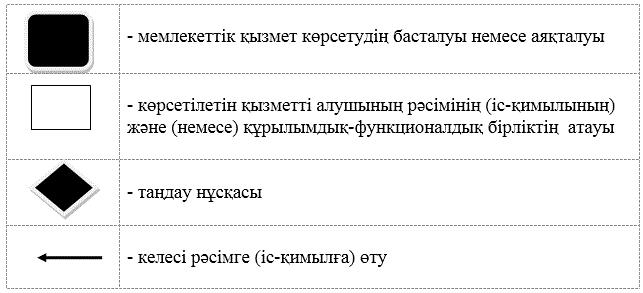 - мемлекеттік қызмет көрсетудің басталуы немесе аяқталуы
- көрсетілетін қызметті алушының рәсімінің (іс-қимылының)
және (немесе) құрылымдық-функционалдық бірліктің атауы
- таңдау нұсқасы
- келесі рәсімге (іс-қимылға) өту